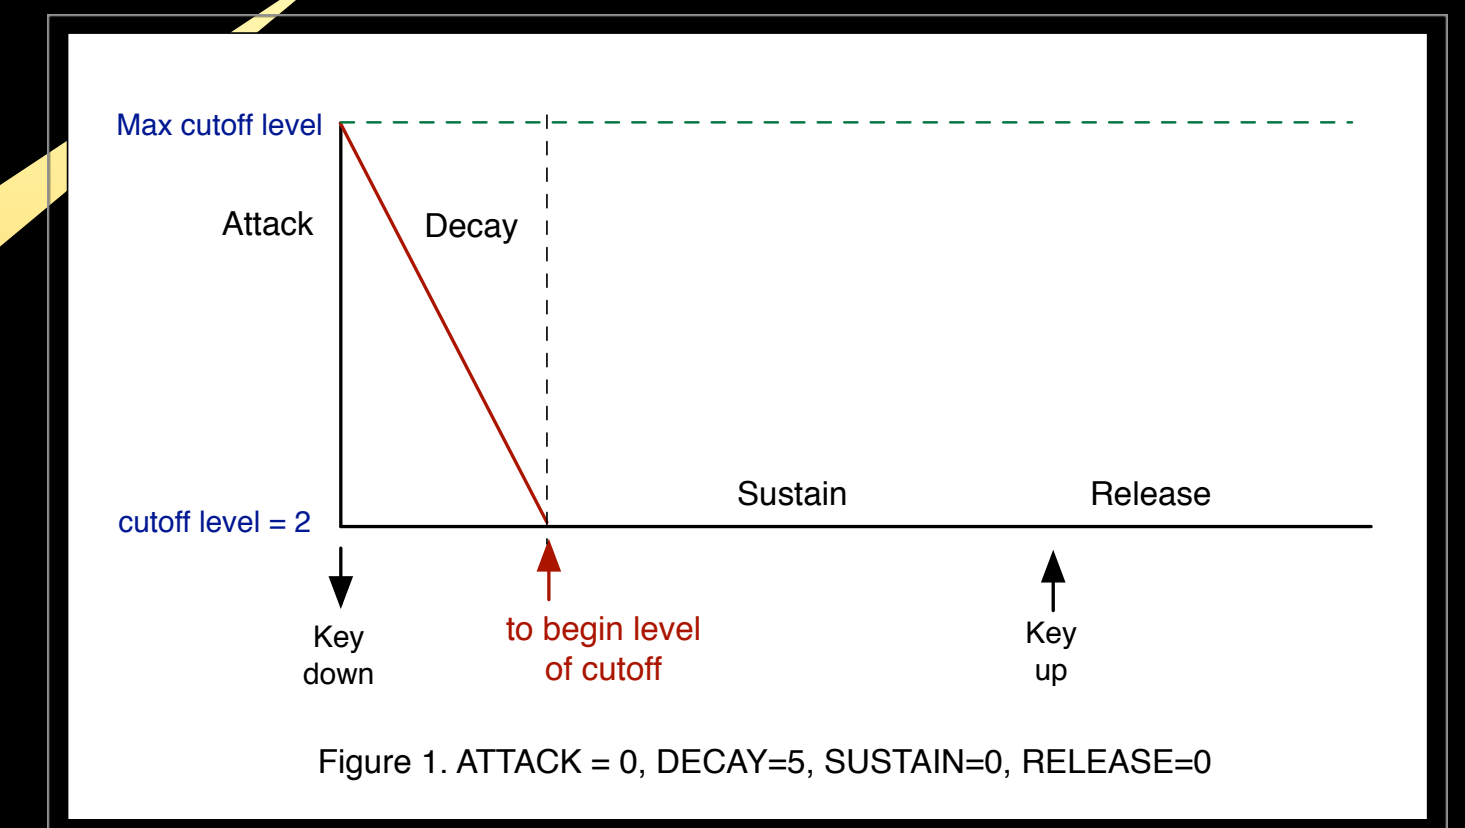 Max cutoff level
Attack
Decay
cutoff level = 2
Sustain
Release
Key
down
to begin level
of cutoff
Key
up
Figure 1. ATTACK = 0, DECAY=5, SUSTAIN=0, RELEASE=0